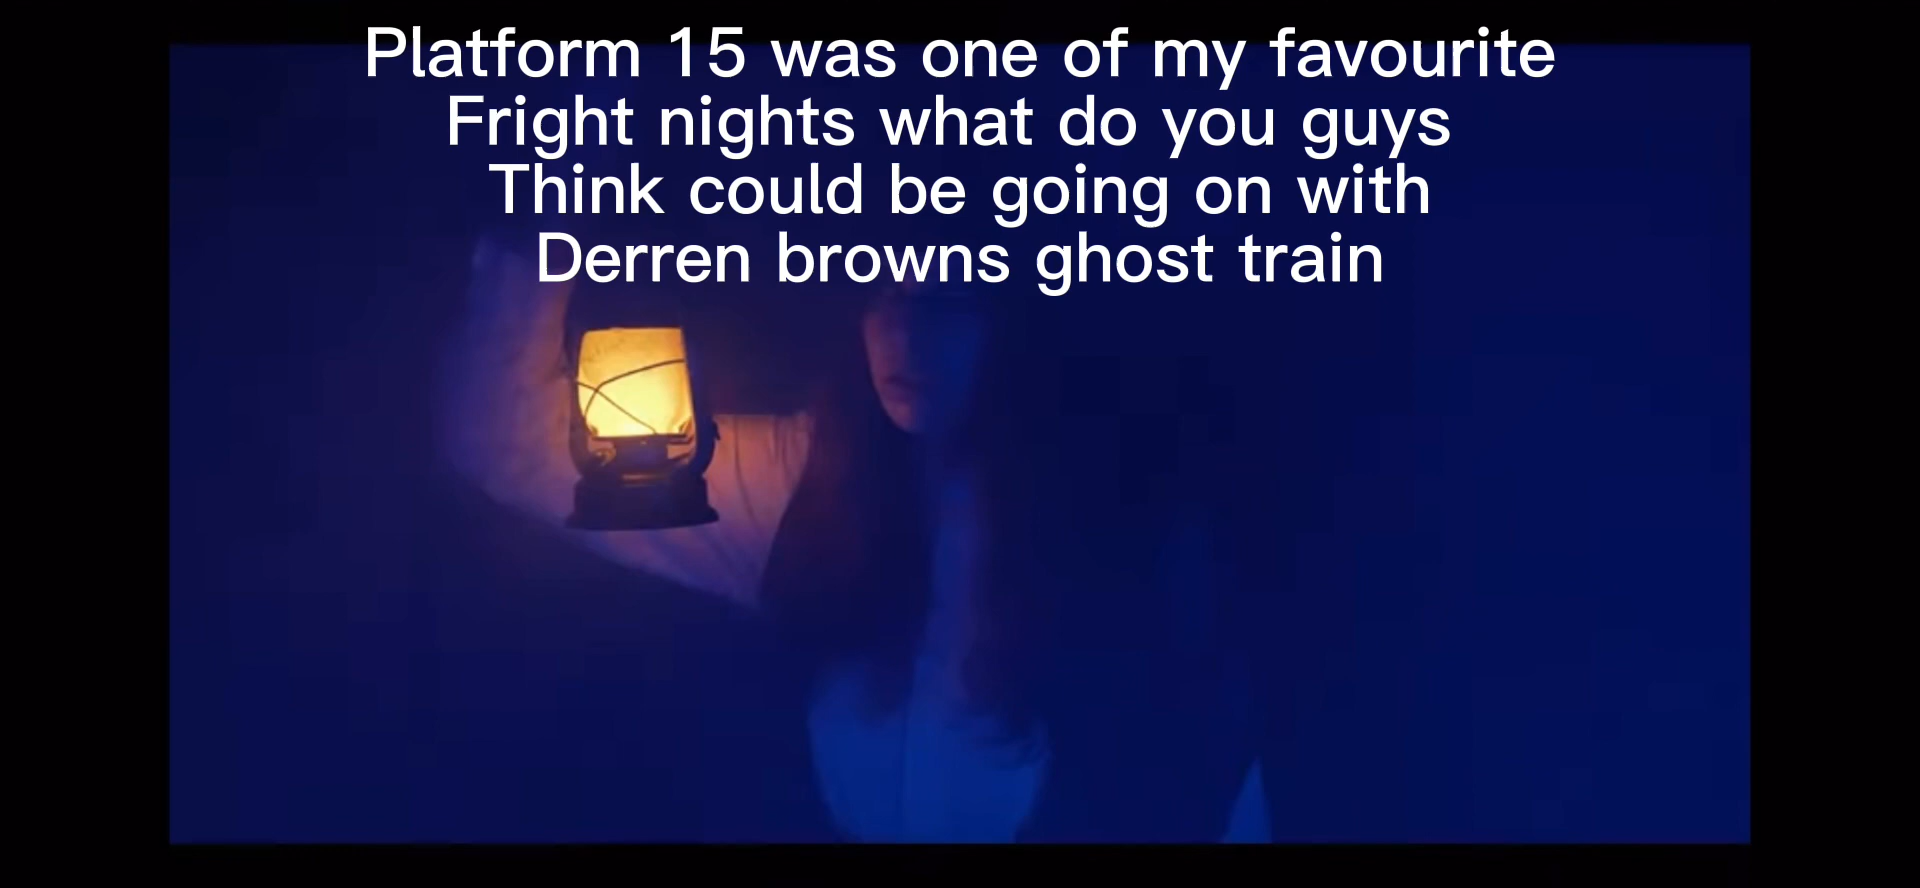 Platform 15 was one of my favourite
Fright nights what do you guys
Think could be going on with
Derren browns ghost train